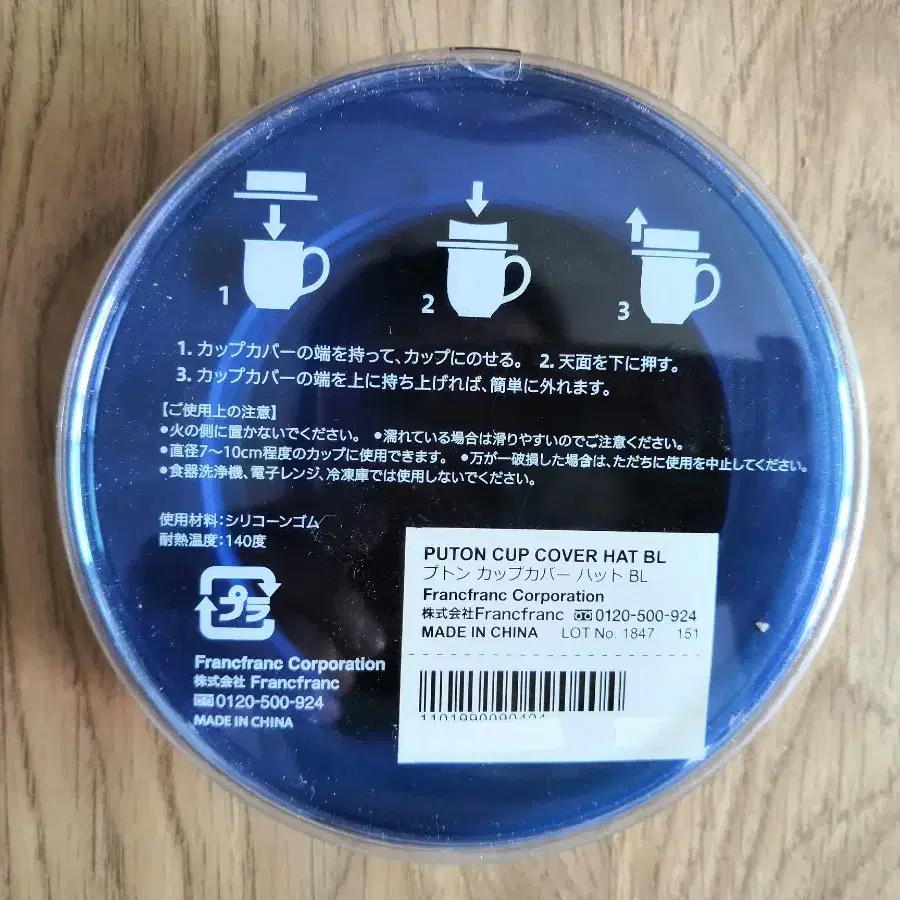 1
2
3
1. カップカバーの端を持って、カップにのせる。 2. 天面を下に押す。
3. カップカバーの端を上に持ち上げれば、簡単に外れます。
【ご使用上の注意】
●火の側に置かないでください。 ●濡れている場合は滑りやすいのでご注意ください。
●直径7〜10cm程度のカップに使用できます。 ●万が一破損した場合は、ただちに使用を中止してください。
●食器洗浄機、電子レンジ、冷凍庫では使用しないでください。
使用材料:シリコーンゴム
耐熱温度:140度
プラ
Francfranc Corporation
株式会社 Francfranc
0120-500-924
MADE IN CHINA
PUTON CUP COVER HAT BL
プトン カップカバー ハット BL
Francfranc Corporation
株式会社Francfranc 0120-500-924
MADE IN CHINA LOT No. 1847 151